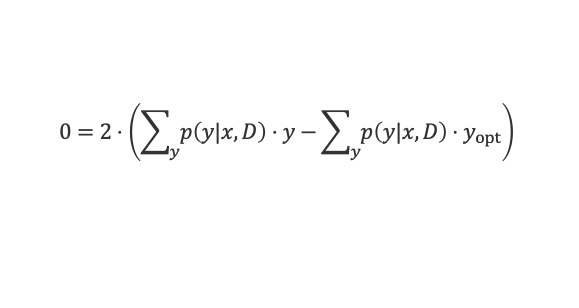 0 = 2 · (∑_y p(y|x, D) · y − ∑_y p(y|x, D) · y_opt)